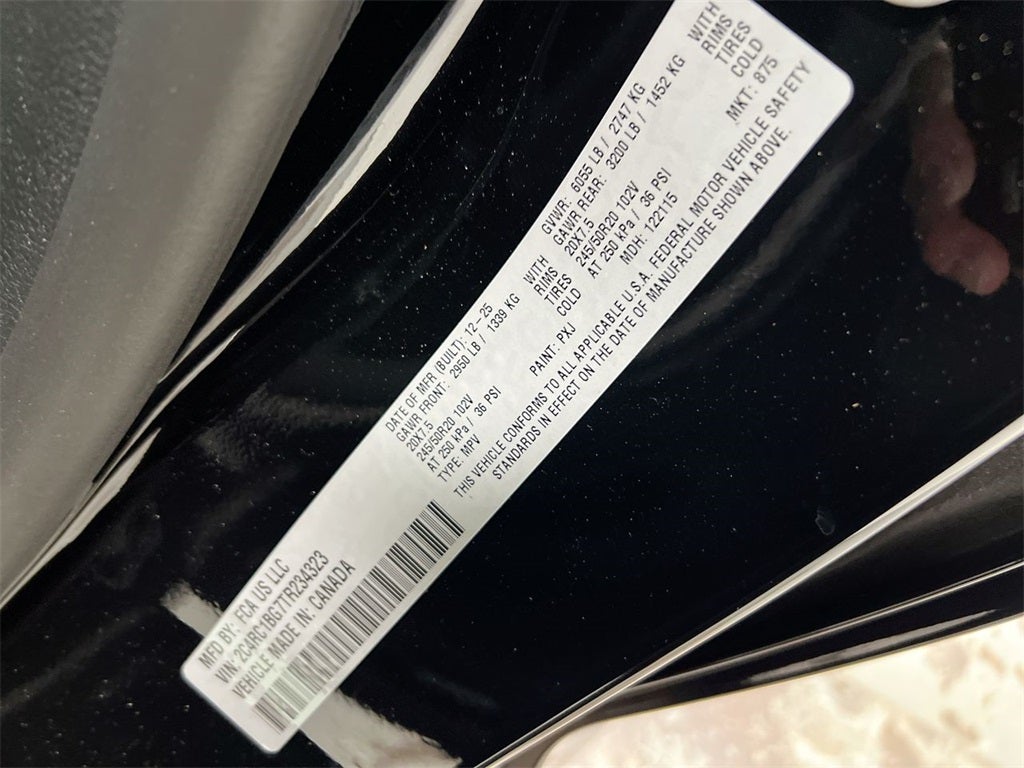 MFD BY: FCA US LLC
VIN: 2C4RC1BG7TR234323
VEHICLE MADE IN: CANADA
DATE OF MFR (BUILT): 12-25
GVWR: 6055 LB / 2747 KG
GAWR FRONT: 2950 LB / 1339 KG WITH
GAWR REAR: 3200 LB / 1452 KG WITH
20X7.5 RIMS
20X7.5 RIMS
245/50R20 102V TIRES
245/50R20 102V TIRES
AT 250 kPa / 36 PSI COLD
AT 250 kPa / 36 PSI COLD
TYPE: MPV
PAINT: PXJ
MDH: 122115
MKT: 875
THIS VEHICLE CONFORMS TO ALL APPLICABLE U.S.A. FEDERAL MOTOR VEHICLE SAFETY
STANDARDS IN EFFECT ON THE DATE OF MANUFACTURE SHOWN ABOVE.